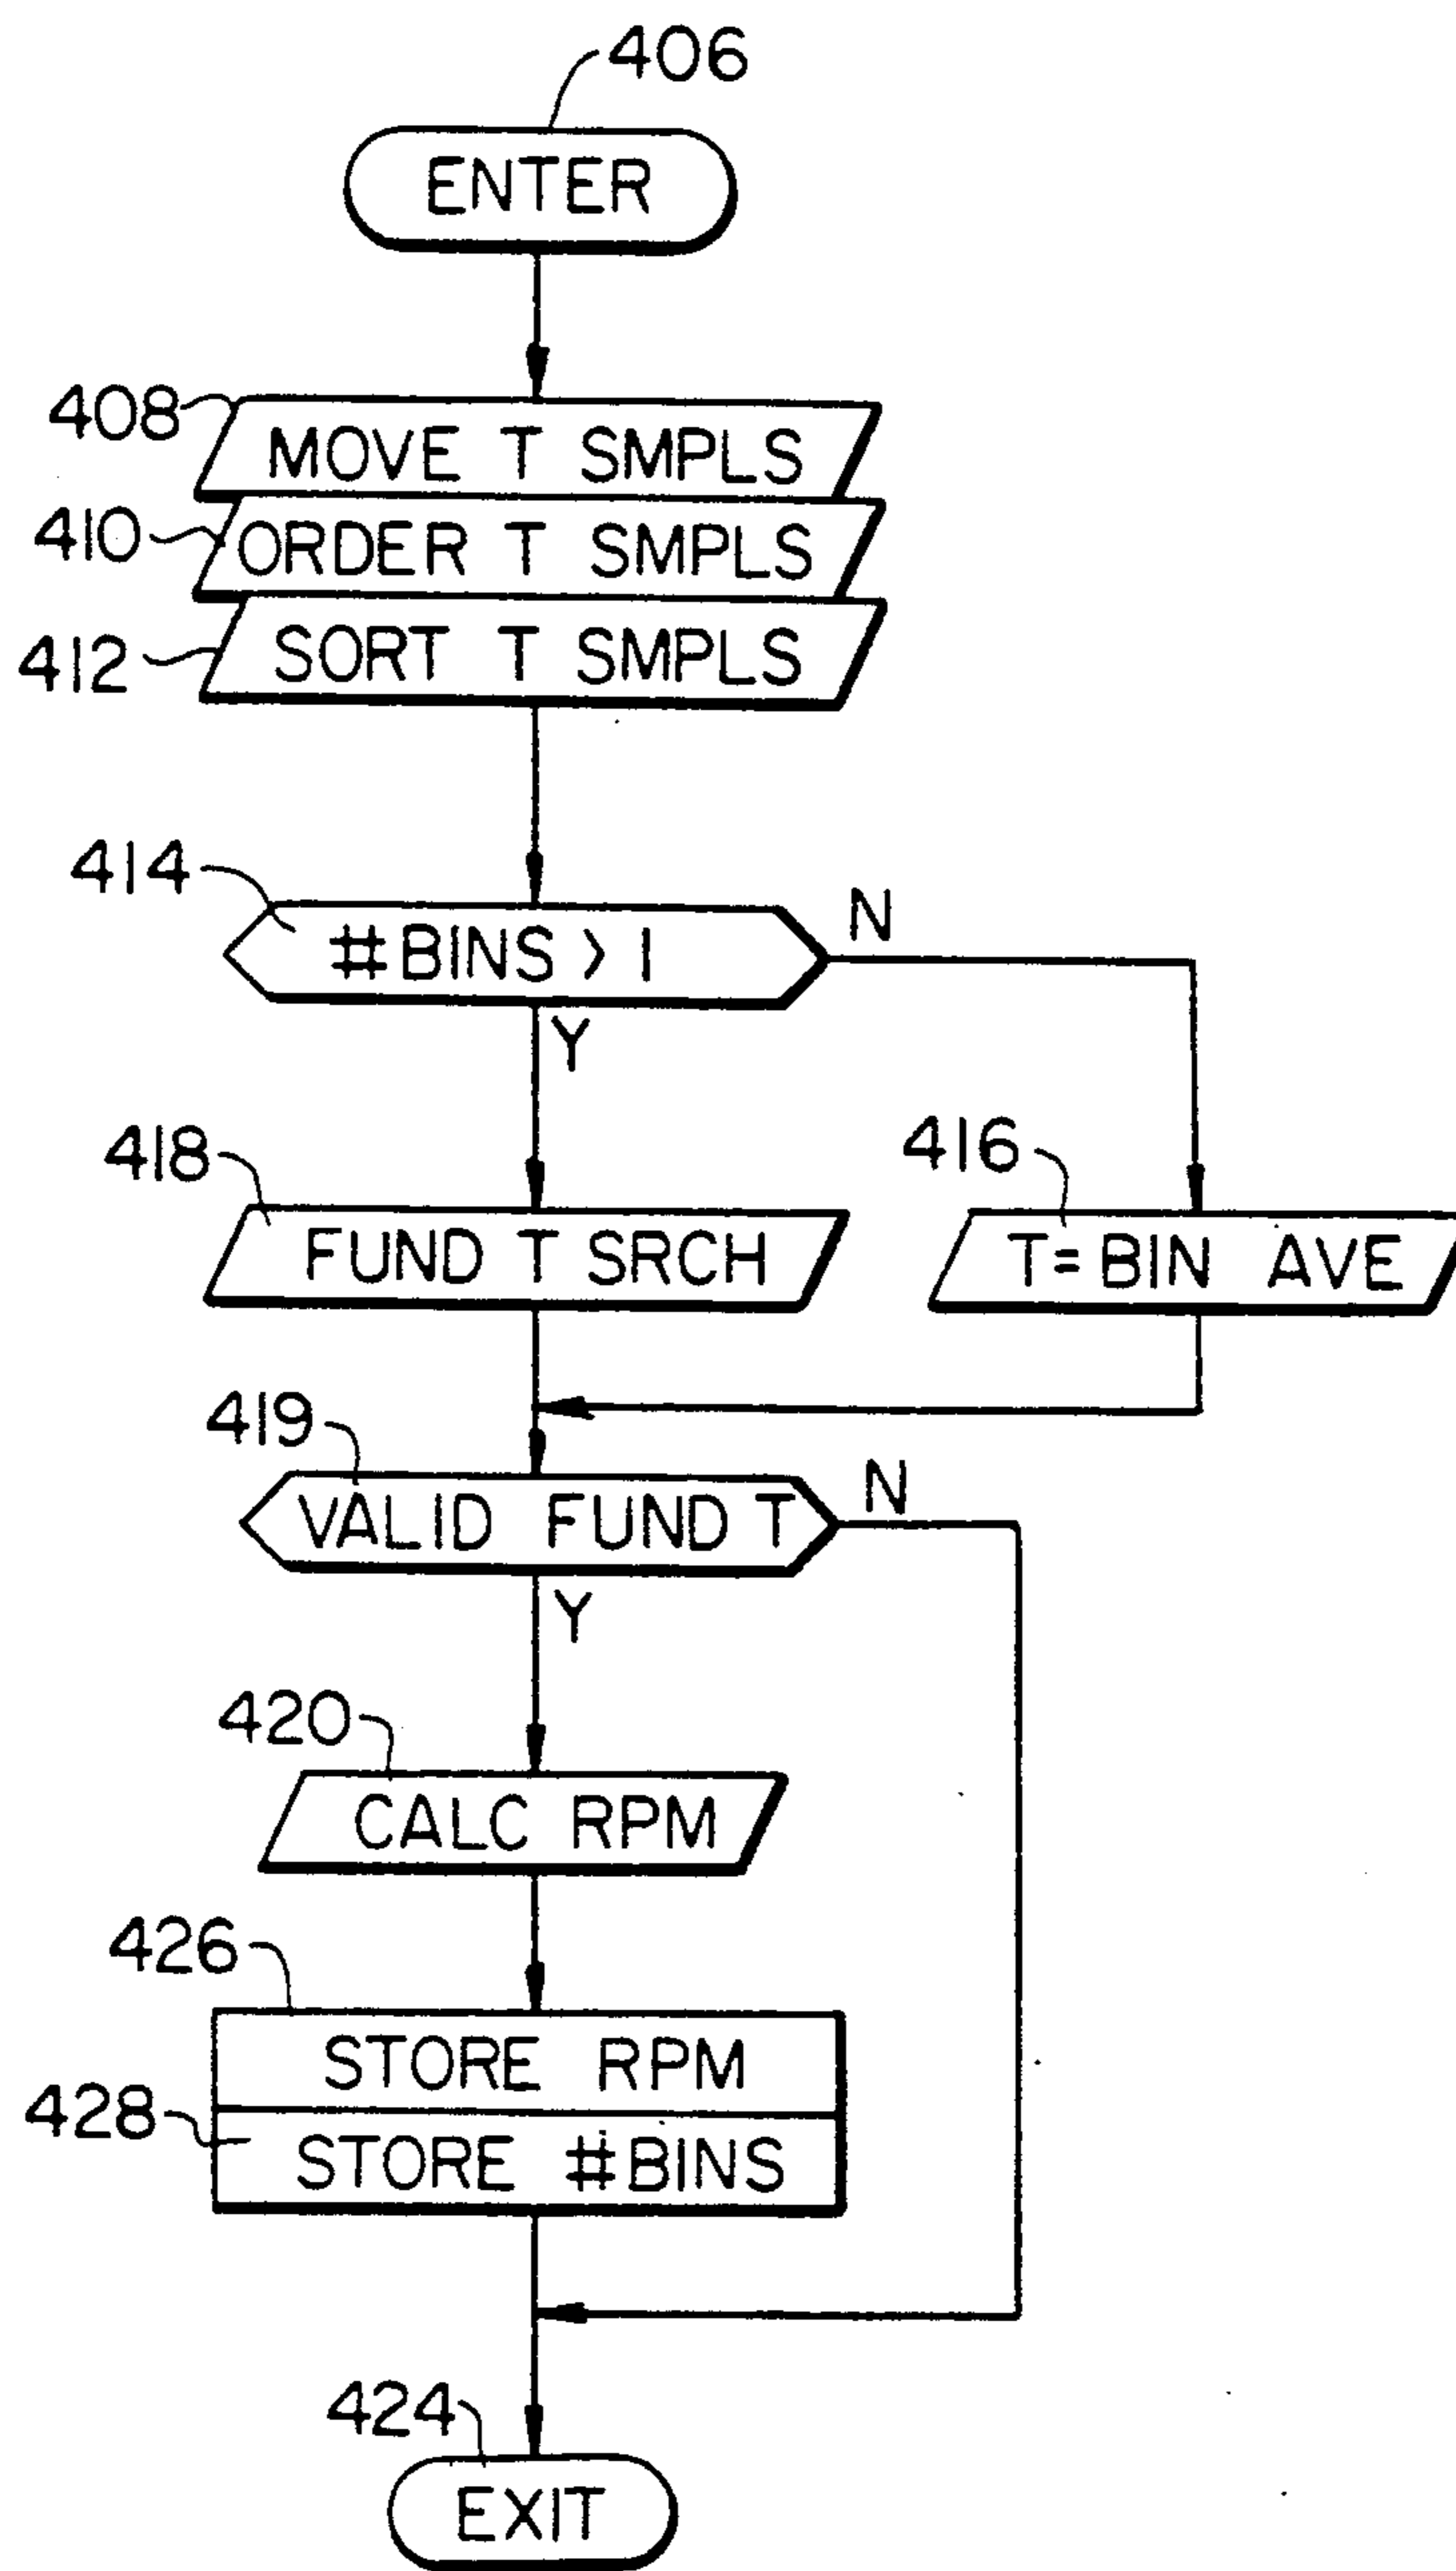 406
ENTER
408
MOVE T SMPLS
410
ORDER T SMPLS
412
SORT T SMPLS
414
#BINS > 1
N
Y
418
FUND T SRCH
416
T=BIN AVE
419
VALID FUND T
N
Y
420
CALC RPM
426
STORE RPM
428
STORE #BINS
424
EXIT